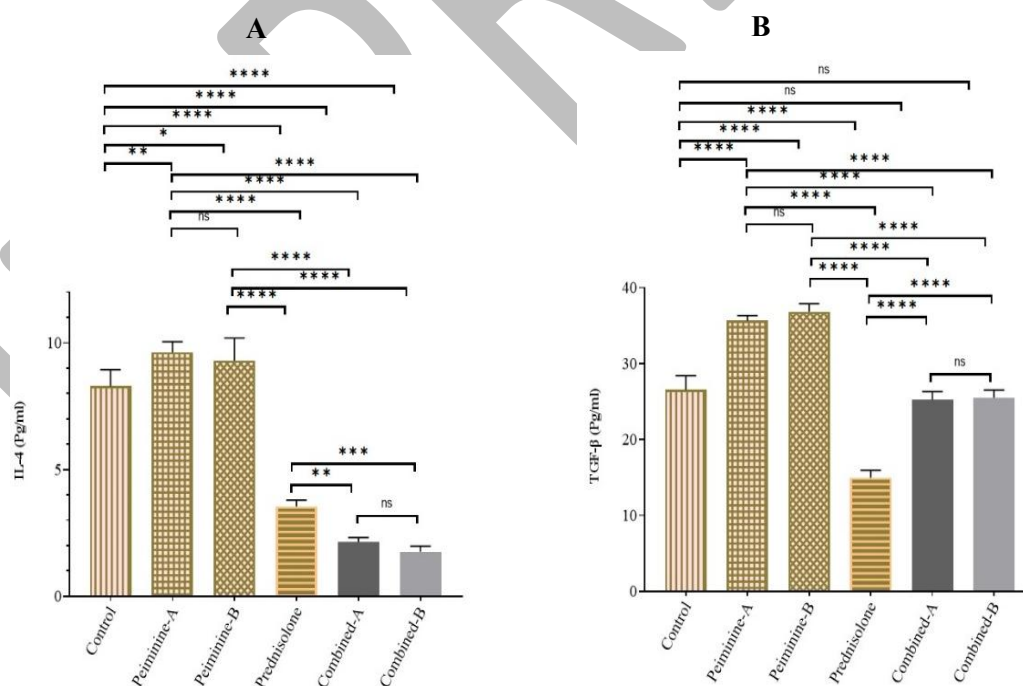 A
****
****
****
*
**
****
****
****
ns
****
****
****
10
5
0
IL-4 (Pg/ml)
***
**
ns
Control
Peiminine-A
Peiminine-B
Prednisolone
Combined-A
Combined-B
B
ns
ns
****
****
****
****
****
****
ns
****
****
****
****
****
ns
40
30
20
10
0
TGF-β (Pg/ml)
Control
Peiminine-A
Peiminine-B
Prednisolone
Combined-A
Combined-B